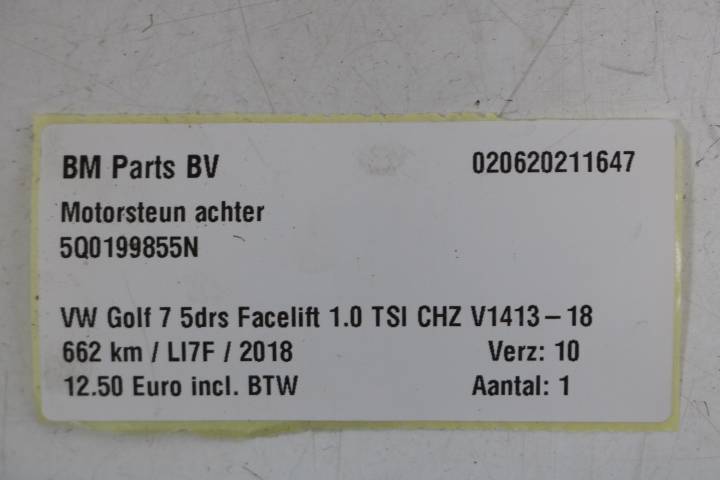 BM Parts BV 020620211647
Motorsteun achter
5Q0199855N
VW Golf 7 5drs Facelift 1.0 TSI CHZ V1413-18
662 km / LI7F / 2018 Verz: 10
12.50 Euro incl. BTW Aantal: 1